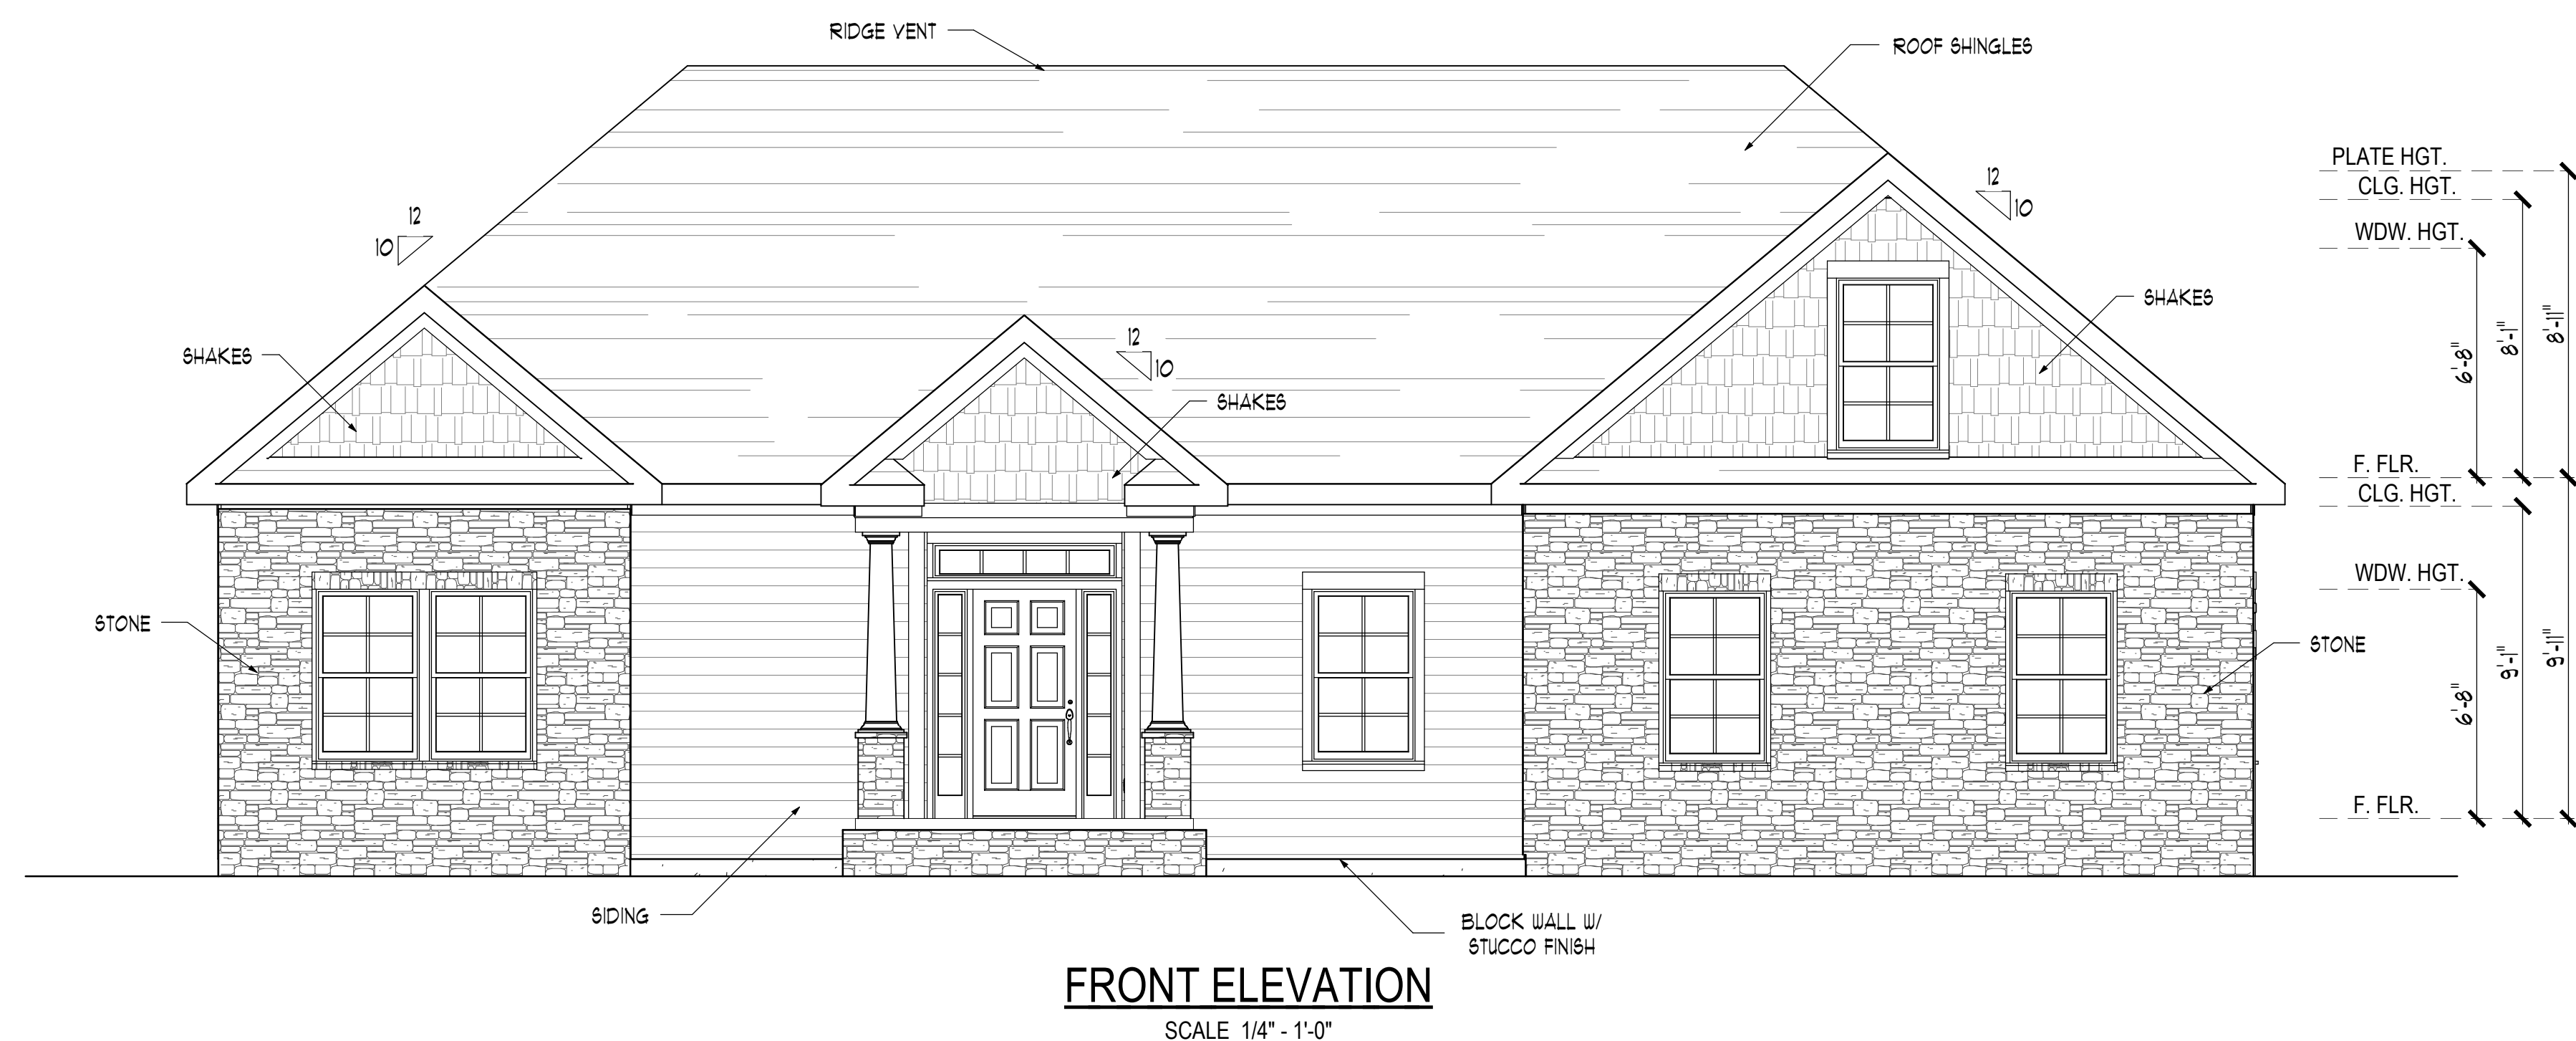 RIDGE VENT
ROOF SHINGLES
PLATE HGT.
CLG. HGT.
WDW. HGT.
12
10
12
10
12
10
SHAKES
SHAKES
SHAKES
6'-8"
8'-1"
8'-11"
F. FLR.
CLG. HGT.
WDW. HGT.
STONE
STONE
6'-8"
9'-1"
9'-11"
F. FLR.
SIDING
BLOCK WALL W/
STUCCO FINISH
FRONT ELEVATION
SCALE 1/4" - 1'-0"